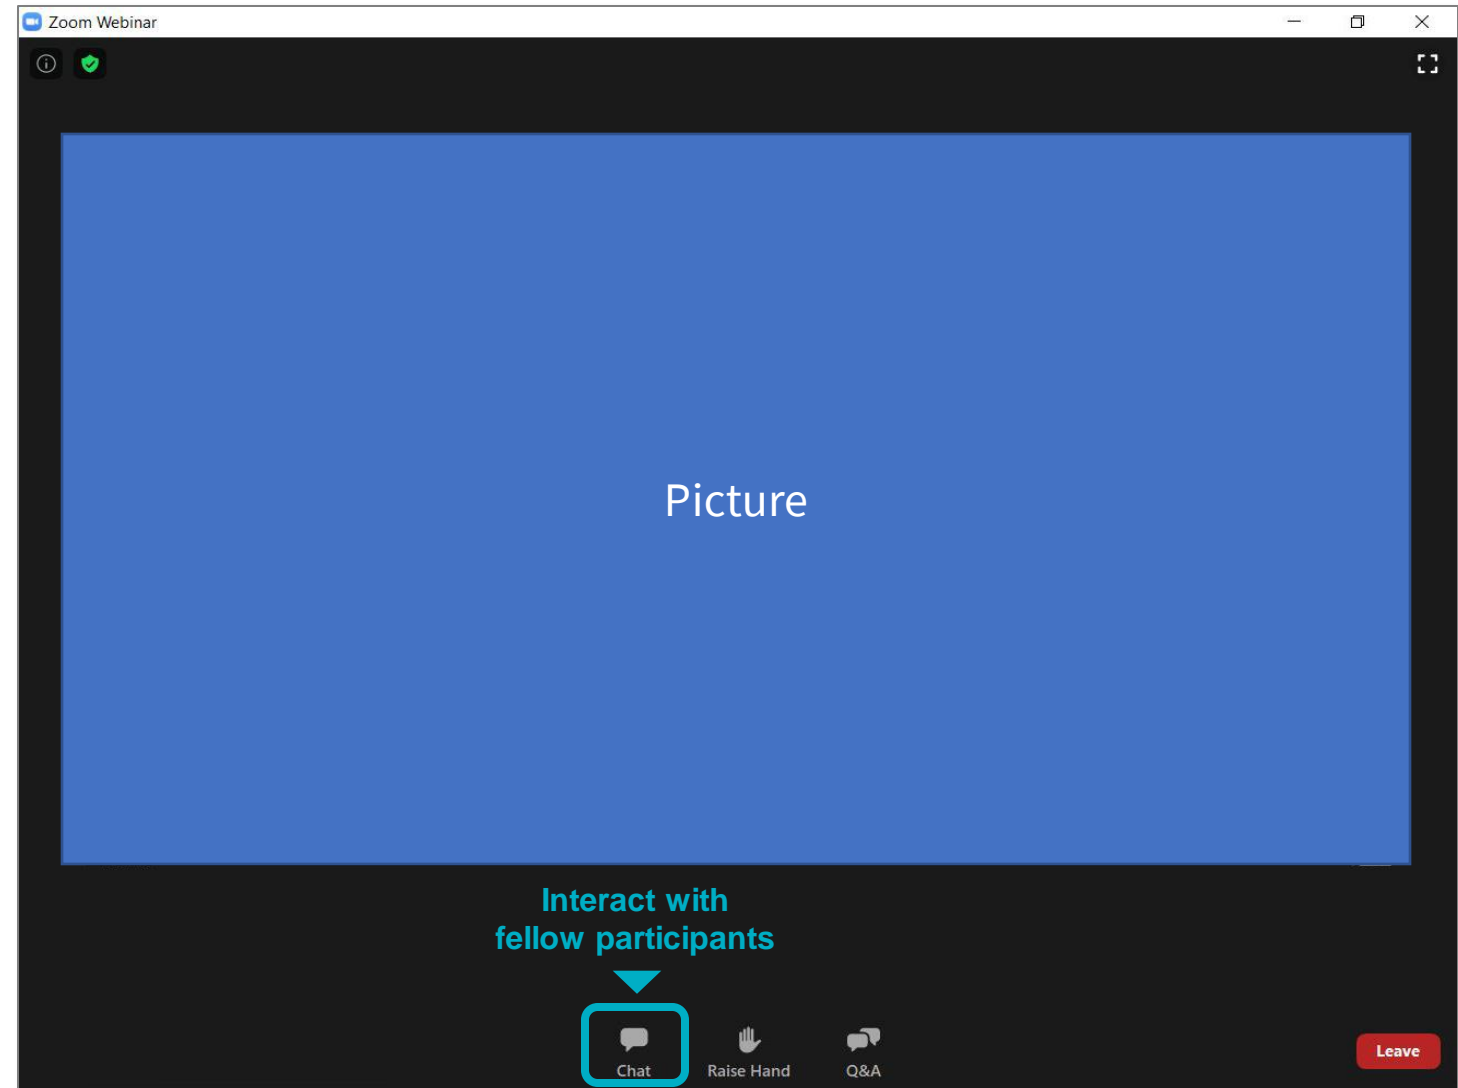 Zoom Webinar
Picture
Interact with
fellow participants
Chat
Raise Hand
Q&A
Leave